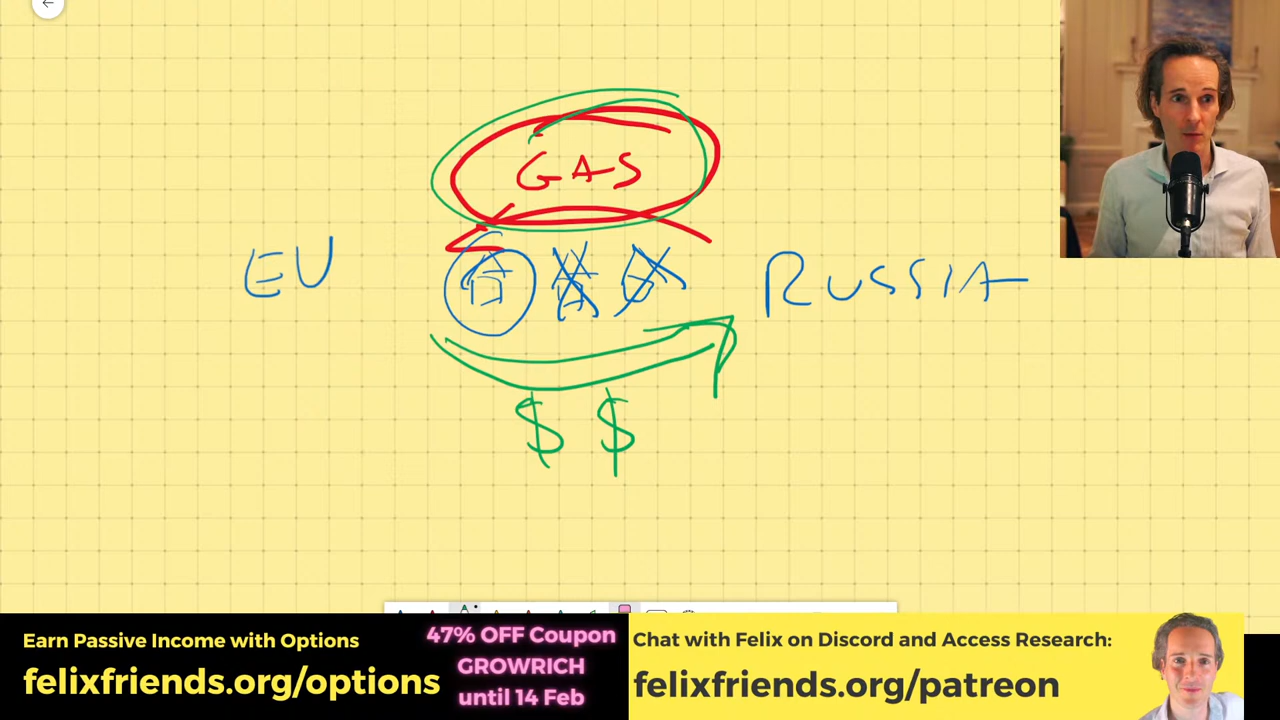 GAS
EU
RUSSIA
$ $
Earn Passive Income with Options
felixfriends.org/options
47% OFF Coupon
GROWRICH
until 14 Feb
Chat with Felix on Discord and Access Research:
felixfriends.org/patreon